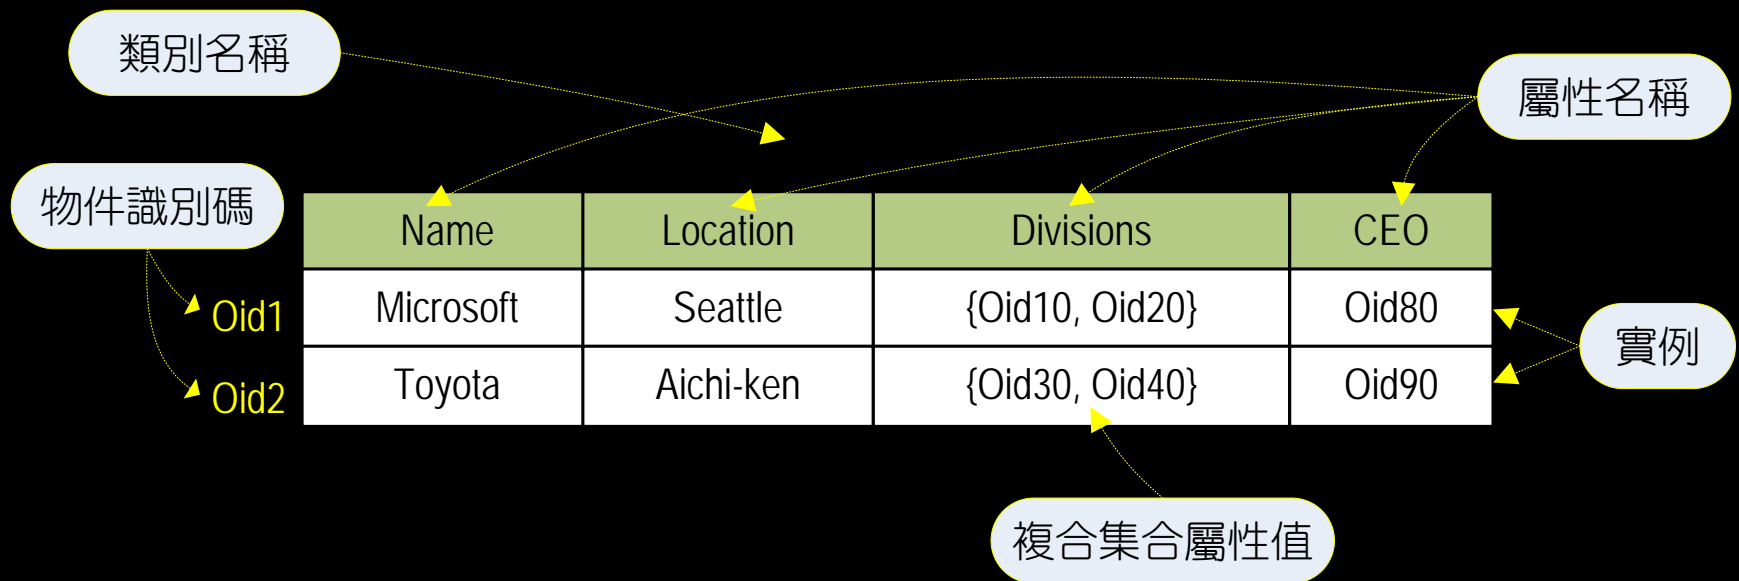 類別名稱
屬性名稱
物件識別碼
Name Location Divisions CEO
Oid1 Microsoft Seattle {Oid10, Oid20} Oid80
Oid2 Toyota Aichi-ken {Oid30, Oid40} Oid90
實例
複合集合屬性值